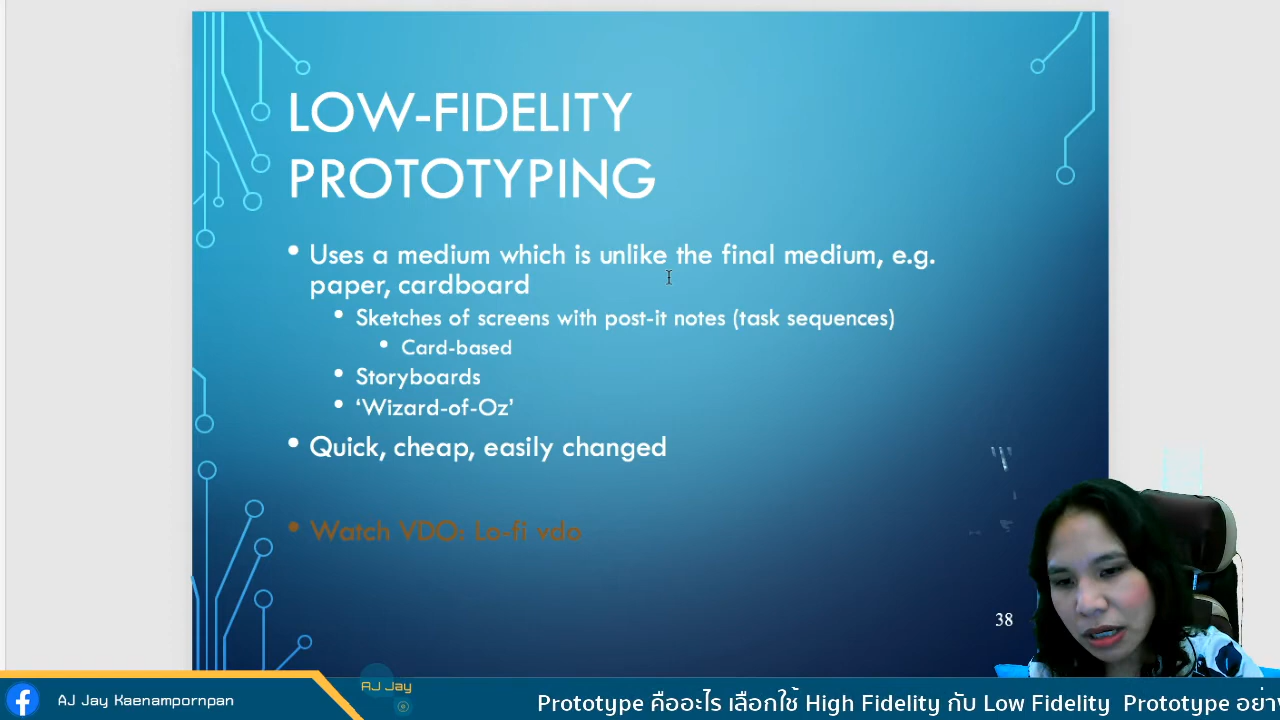 LOW-FIDELITY
PROTOTYPING
• Uses a medium which is unlike the final medium, e.g.
paper, cardboard
• Sketches of screens with post-it notes (task sequences)
• Card-based
• Storyboards
• ‘Wizard-of-Oz’
• Quick, cheap, easily changed
• Watch VDO: Lo-fi vdo
38
AJ Jay Kaenampornpan
AJ Jay
Prototype คืออะไร เลือกใช้ High Fidelity กับ Low Fidelity Prototype อย่า